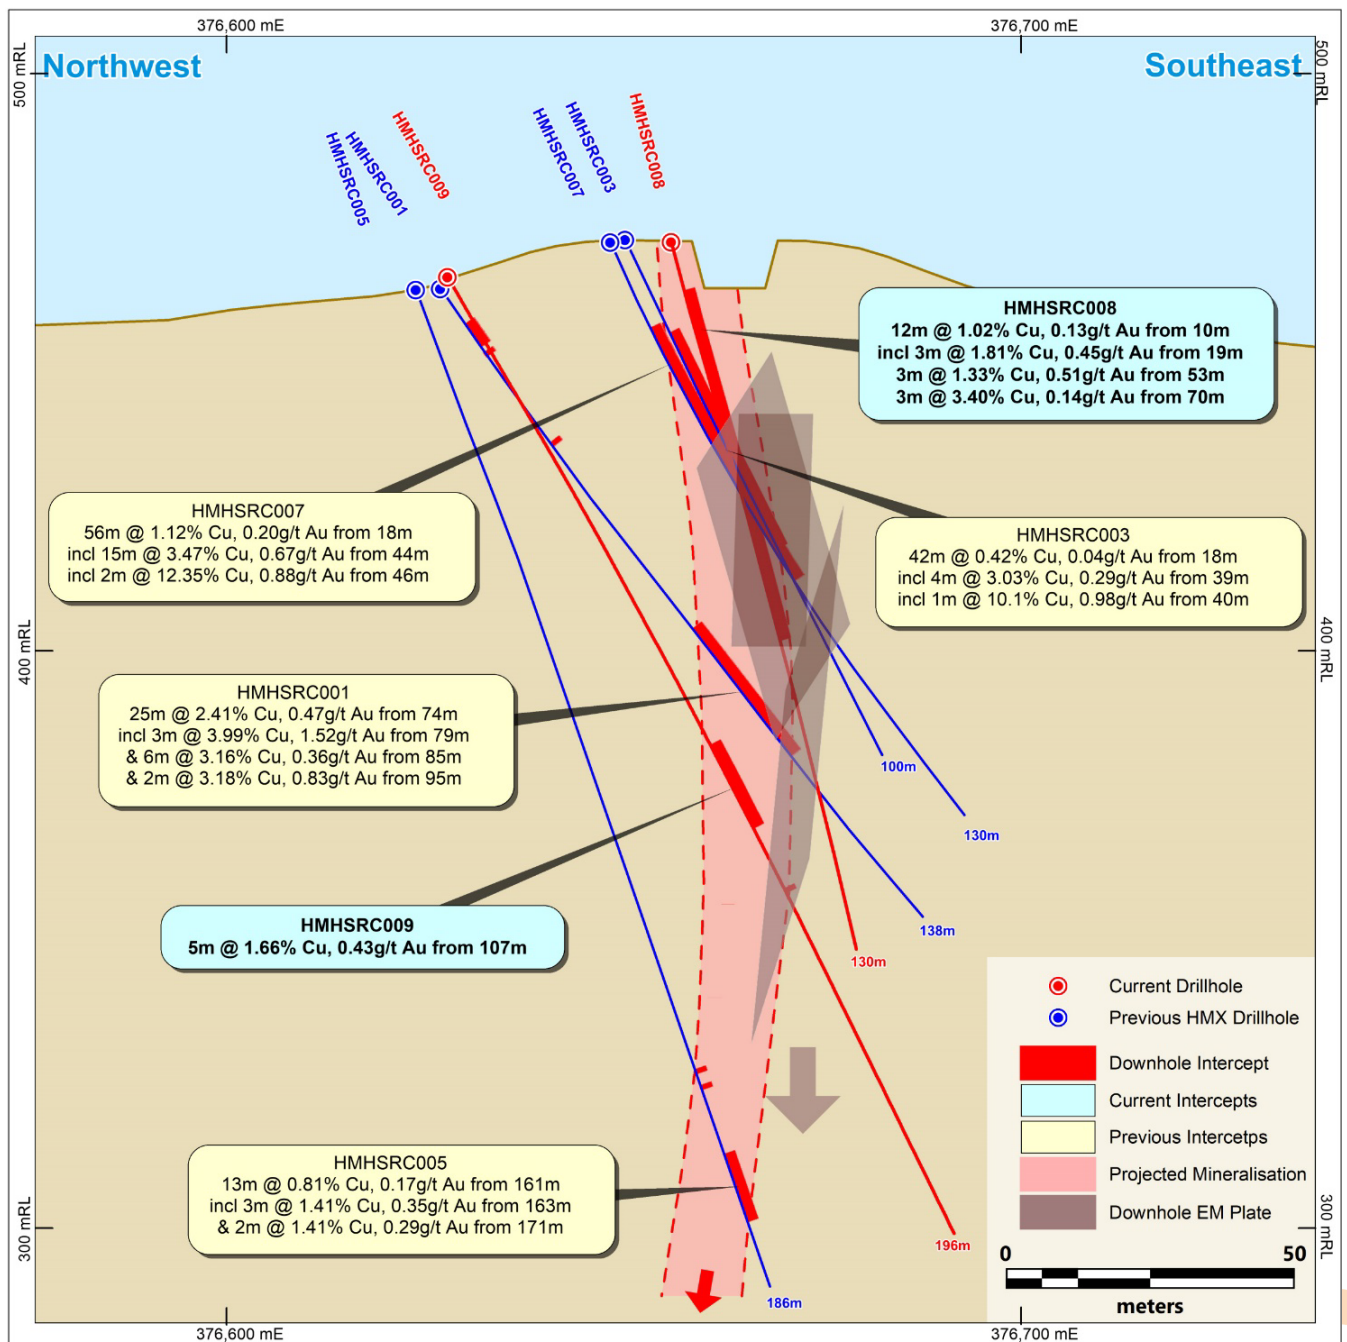 376,600 mE
376,700 mE
500 mRL
500 mRL
Northwest
Southeast
HMHSRC005
HMHSRC001
HMHSRC009
HMHSRC007
HMHSRC003
HMHSRC008
HMHSRC008
12m @ 1.02% Cu, 0.13g/t Au from 10m
incl 3m @ 1.81% Cu, 0.45g/t Au from 19m
3m @ 1.33% Cu, 0.51g/t Au from 53m
3m @ 3.40% Cu, 0.14g/t Au from 70m
HMHSRC007
56m @ 1.12% Cu, 0.20g/t Au from 18m
incl 15m @ 3.47% Cu, 0.67g/t Au from 44m
incl 2m @ 12.35% Cu, 0.88g/t Au from 46m
HMHSRC003
42m @ 0.42% Cu, 0.04g/t Au from 18m
incl 4m @ 3.03% Cu, 0.29g/t Au from 39m
incl 1m @ 10.1% Cu, 0.98g/t Au from 40m
400 mRL
400 mRL
HMHSRC001
25m @ 2.41% Cu, 0.47g/t Au from 74m
incl 3m @ 3.99% Cu, 1.52g/t Au from 79m
& 6m @ 3.16% Cu, 0.36g/t Au from 85m
& 2m @ 3.18% Cu, 0.83g/t Au from 95m
100m
130m
HMHSRC009
5m @ 1.66% Cu, 0.43g/t Au from 107m
138m
130m
Current Drillhole
Previous HMX Drillhole
Downhole Intercept
Current Intercepts
Previous Intercetps
Projected Mineralisation
Downhole EM Plate
HMHSRC005
13m @ 0.81% Cu, 0.17g/t Au from 161m
incl 3m @ 1.41% Cu, 0.35g/t Au from 163m
& 2m @ 1.41% Cu, 0.29g/t Au from 171m
300 mRL
300 mRL
196m
186m
0 50
meters
376,600 mE
376,700 mE